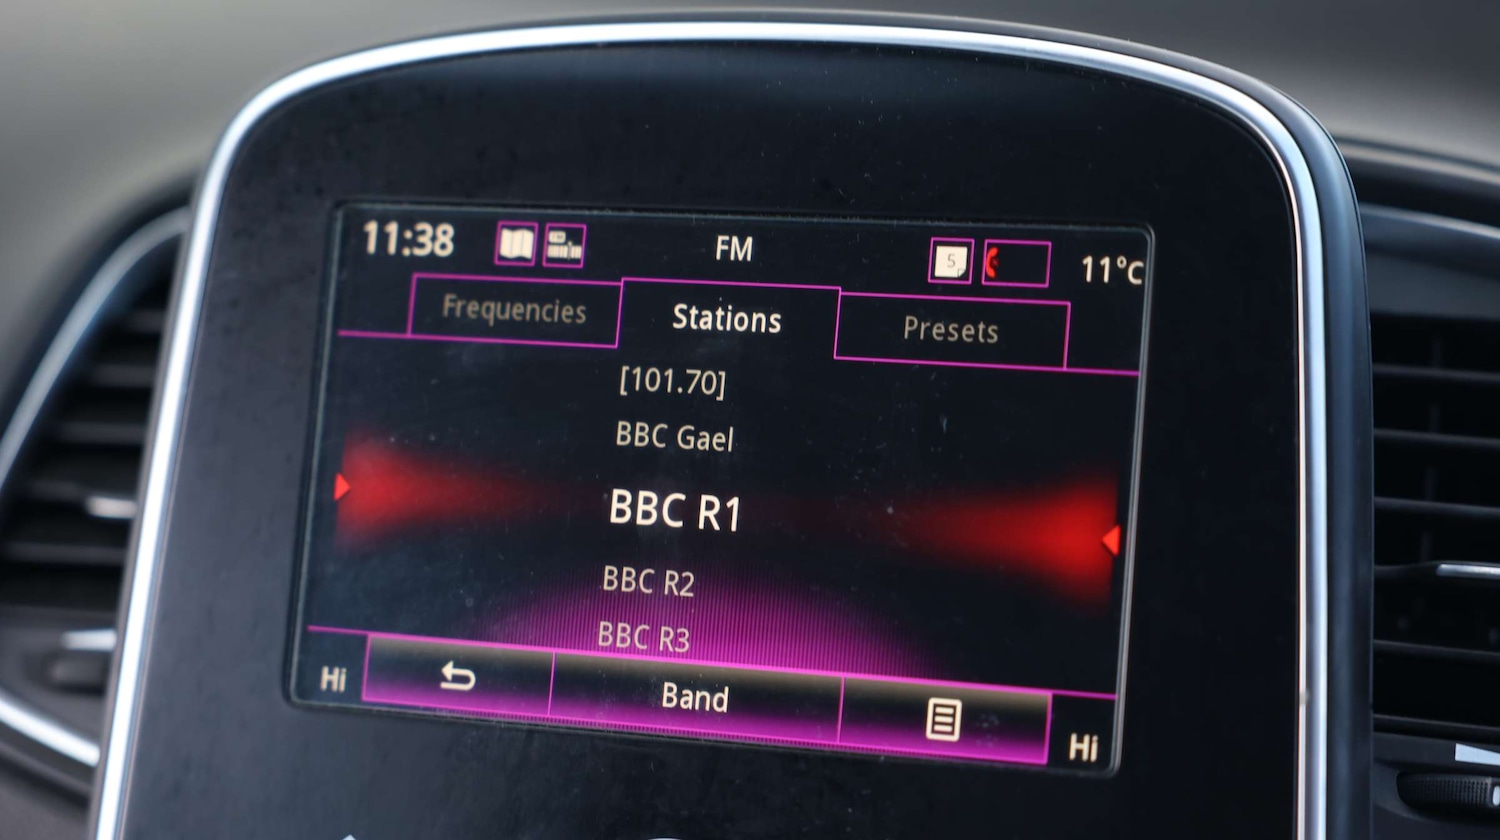 11:38 FM 5 11°C
Frequencies Stations Presets
[101.70]
BBC Gael
BBC R1
BBC R2
BBC R3
Hi Band Hi